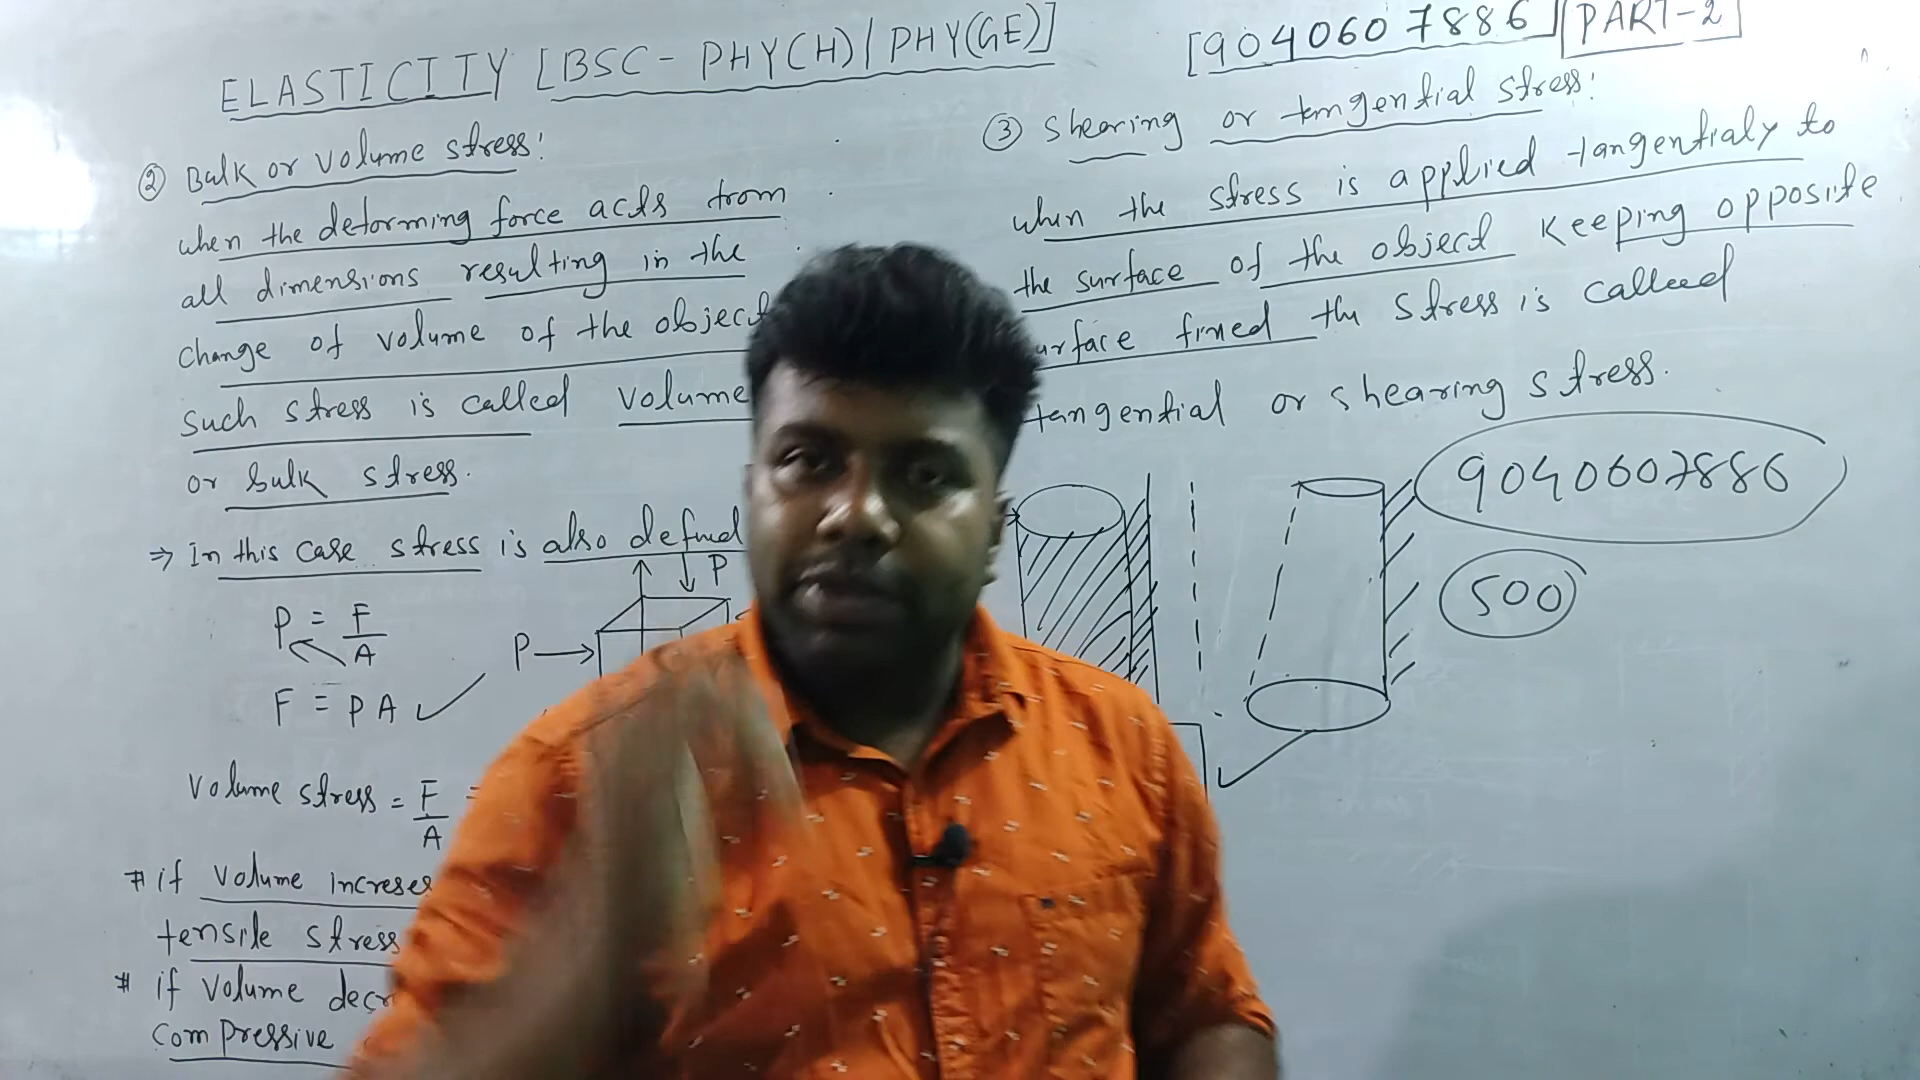 ELASTICITY [BSC - PHY(H) / PHY(GE)]
[9040607886] PART-2
② Bulk or volume stress:
when the deforming force acts from
all dimensions resulting in the
change of volume of the object
such stress is called volume
or bulk stress.
⇒ In this case stress is also defined
P = F/A
F = PA ✓
P
P
Volume stress = F/A =
# if volume increses
tensile stress
# if volume decr
compressive
③ Shearing or tangential stress:
when the stress is applied tangentialy to
the surface of the object keeping opposite
urface fixed the stress is called
tangential or shearing stress.
9040607886
500